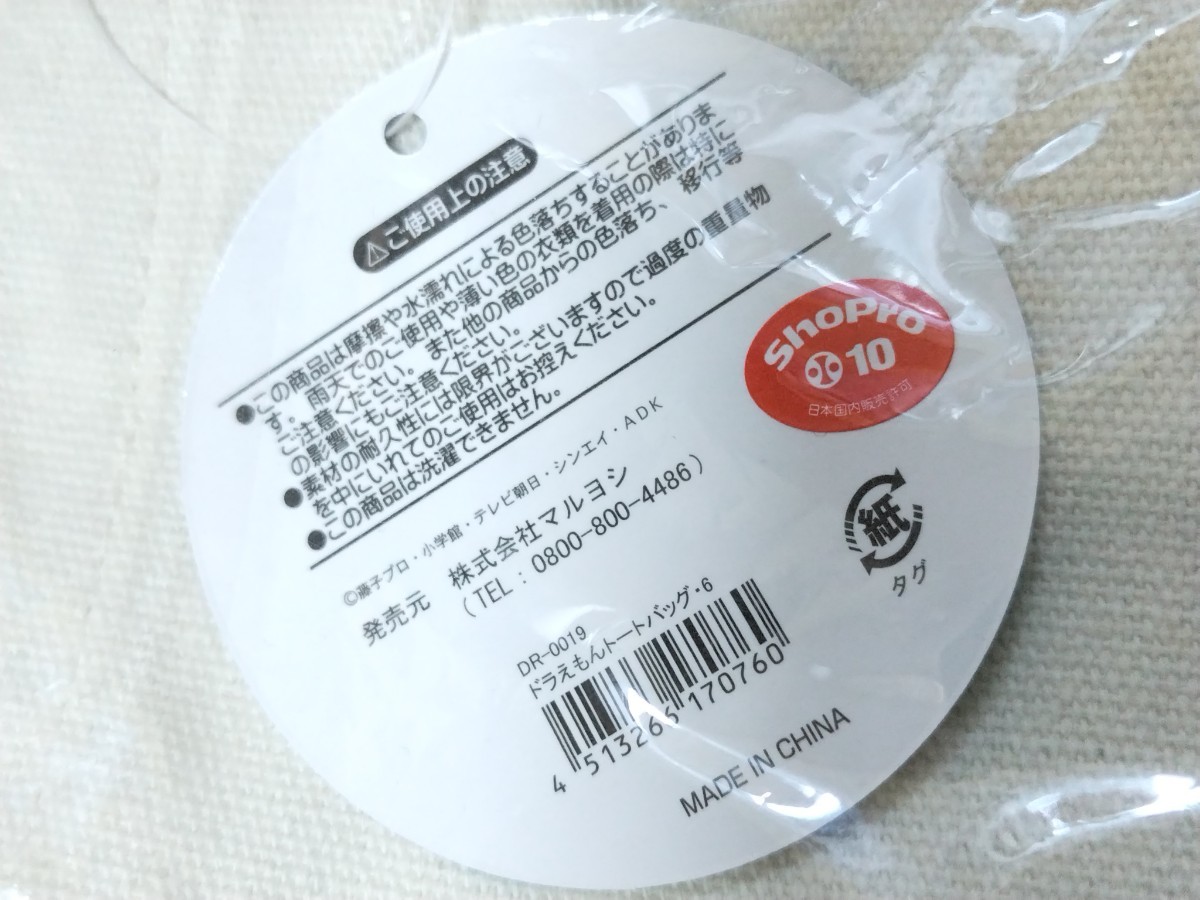 ⚠ご使用上の注意
●この商品は摩擦や水濡れによる色落ちすることがありま
す。雨天でのご使用や薄い色の衣類を着用の際は特に
ご注意ください。また他の商品からの色落ち、移行等
の影響にもご注意ください。
●素材の耐久性には限界がございますので過度の重量物
を中にいれてのご使用はお控えください。
●この商品は洗濯できません。
©藤子プロ・小学館・テレビ朝日・シンエイ・ADK
発売元 株式会社マルヨシ
(TEL:0800-800-4486)
ShoPro
10
日本国内販売許可
紙
タグ
DR-0019
ドラえもんトートバッグ・6
4 513266 170760
MADE IN CHINA